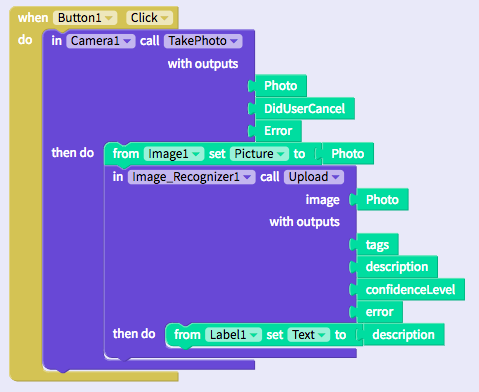 when Button1 Click
do in Camera1 call TakePhoto
with outputs
Photo
DidUserCancel
Error
then do from Image1 set Picture to Photo
in Image_Recognizer1 call Upload
image Photo
with outputs
tags
description
confidenceLevel
error
then do from Label1 set Text to description